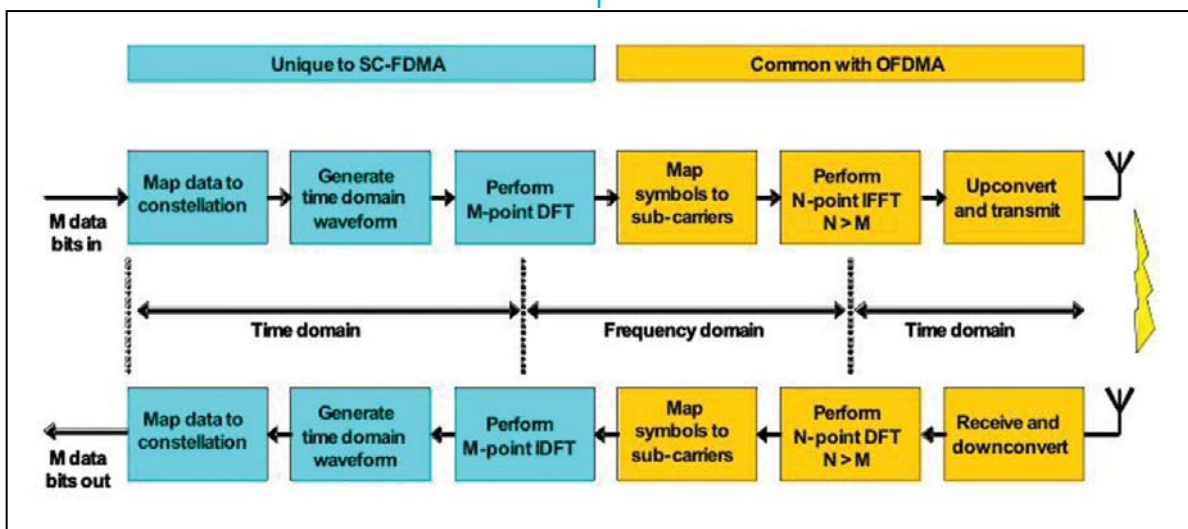 Unique to SC-FDMA
Common with OFDMA
Map data to
constellation
Generate
time domain
waveform
Perform
M-point DFT
Map
symbols to
sub-carriers
Perform
N-point IFFT
N > M
Upconvert
and transmit
M data
bits in
Time domain
Frequency domain
Time domain
Map data to
constellation
Generate
time domain
waveform
Perform
M-point IDFT
Map
symbols to
sub-carriers
Perform
N-point DFT
N > M
Receive and
downconvert
M data
bits out